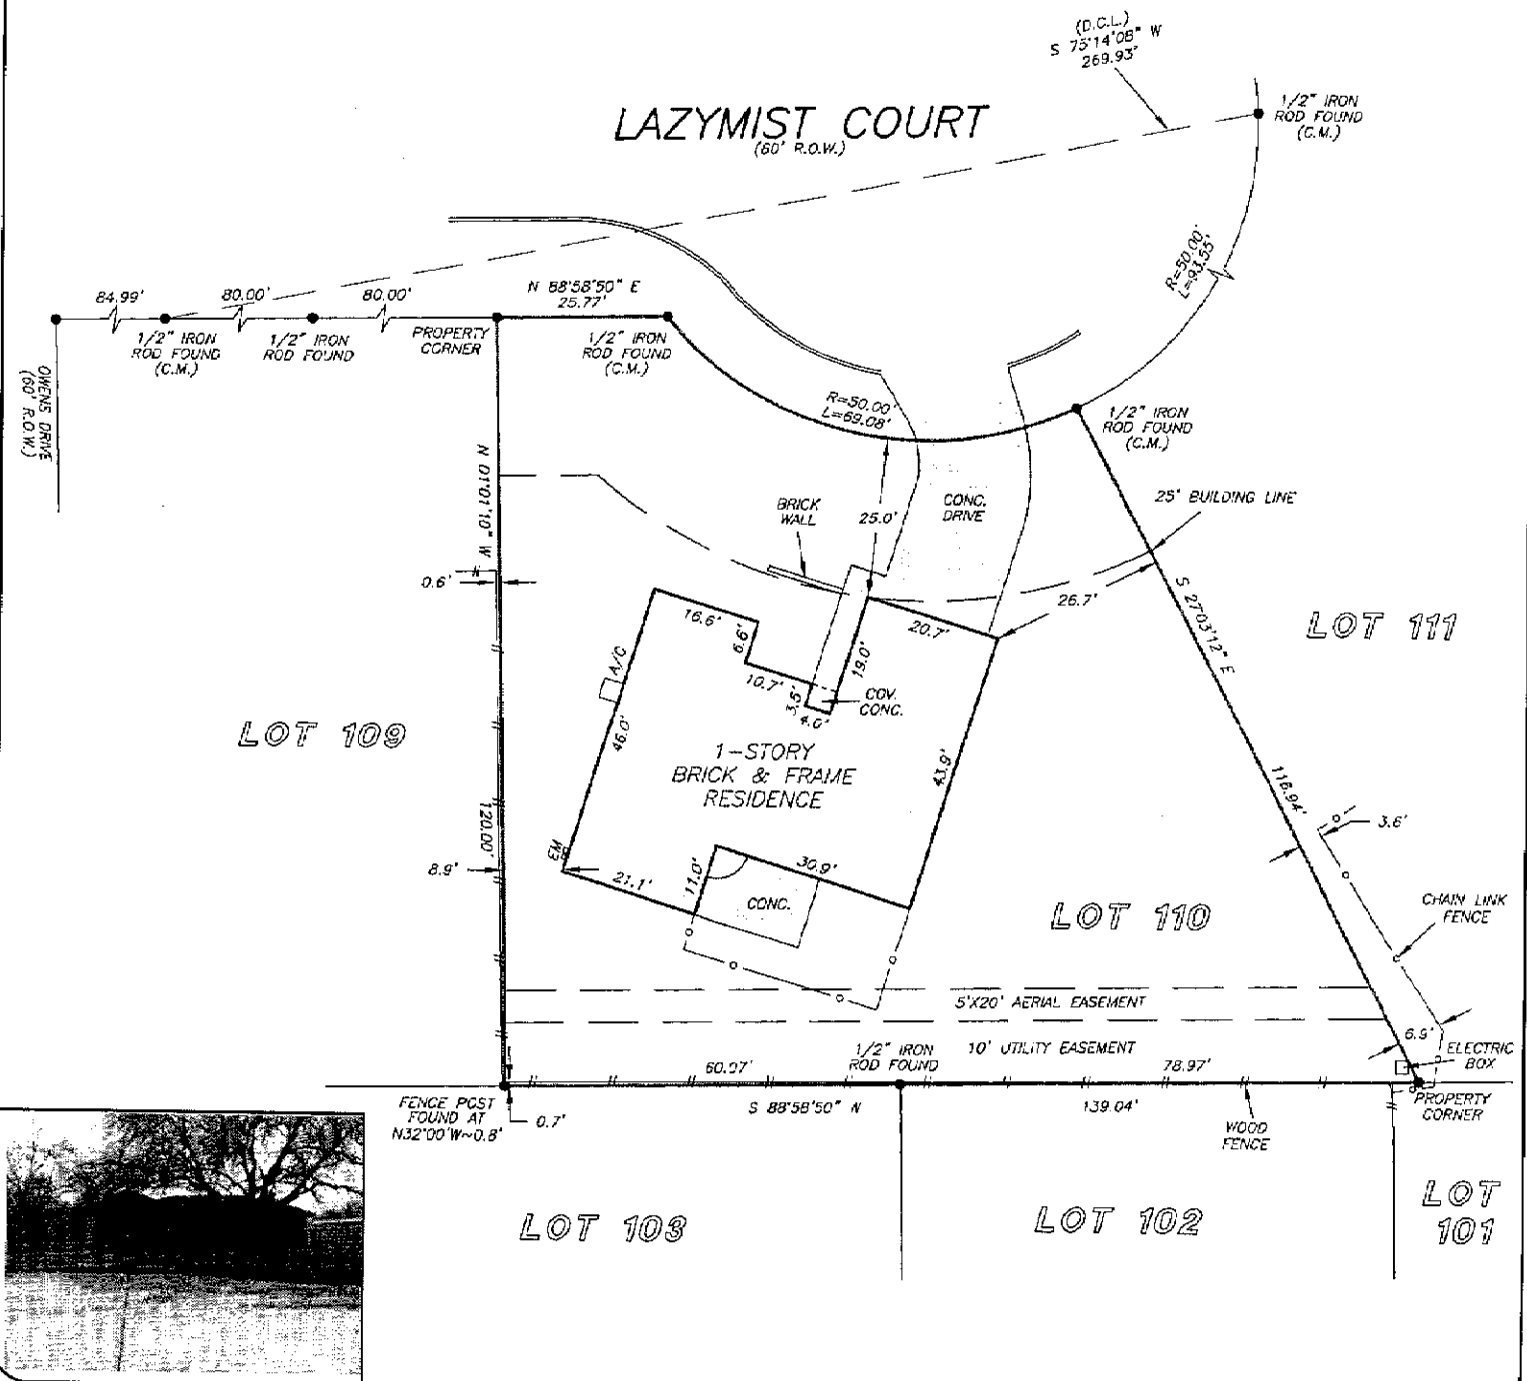 (D.C.L.)
S 75°14'08" W
269.93'
LAZYMIST COURT
(60' R.O.W.)
1/2" IRON
ROD FOUND
(C.M.)
R=50.00'
L=93.55'
84.99'
80.00'
80.00'
N 88°58'50" E
25.77'
1/2" IRON
ROD FOUND
(C.M.)
1/2" IRON
ROD FOUND
PROPERTY
CORNER
1/2" IRON
ROD FOUND
(C.M.)
OWENS DRIVE
(60' R.O.W.)
R=50.00'
L=69.08'
1/2" IRON
ROD FOUND
(C.M.)
N 01°01'10" W
BRICK
WALL
25.0'
CONC.
DRIVE
25' BUILDING LINE
0.6'
26.7'
S 27°03'12" E
LOT 111
16.6'
6.6'
20.7'
19.0'
A/C
10.7'
3.5'
4.0'
COV.
CONC.
LOT 109
46.0'
1-STORY
BRICK & FRAME
RESIDENCE
43.9'
116.94'
3.6'
120.00'
EM
8.9'
21.1'
11.0'
30.9'
CONC.
LOT 110
CHAIN LINK
FENCE
5'X20' AERIAL EASEMENT
6.9'
1/2" IRON
ROD FOUND
10' UTILITY EASEMENT
ELECTRIC
BOX
60.07'
78.97'
FENCE POST
FOUND AT
N32°00'W~0.8'
0.7'
S 88°58'50" W
139.04'
WOOD
FENCE
PROPERTY
CORNER
LOT 103
LOT 102
LOT
101